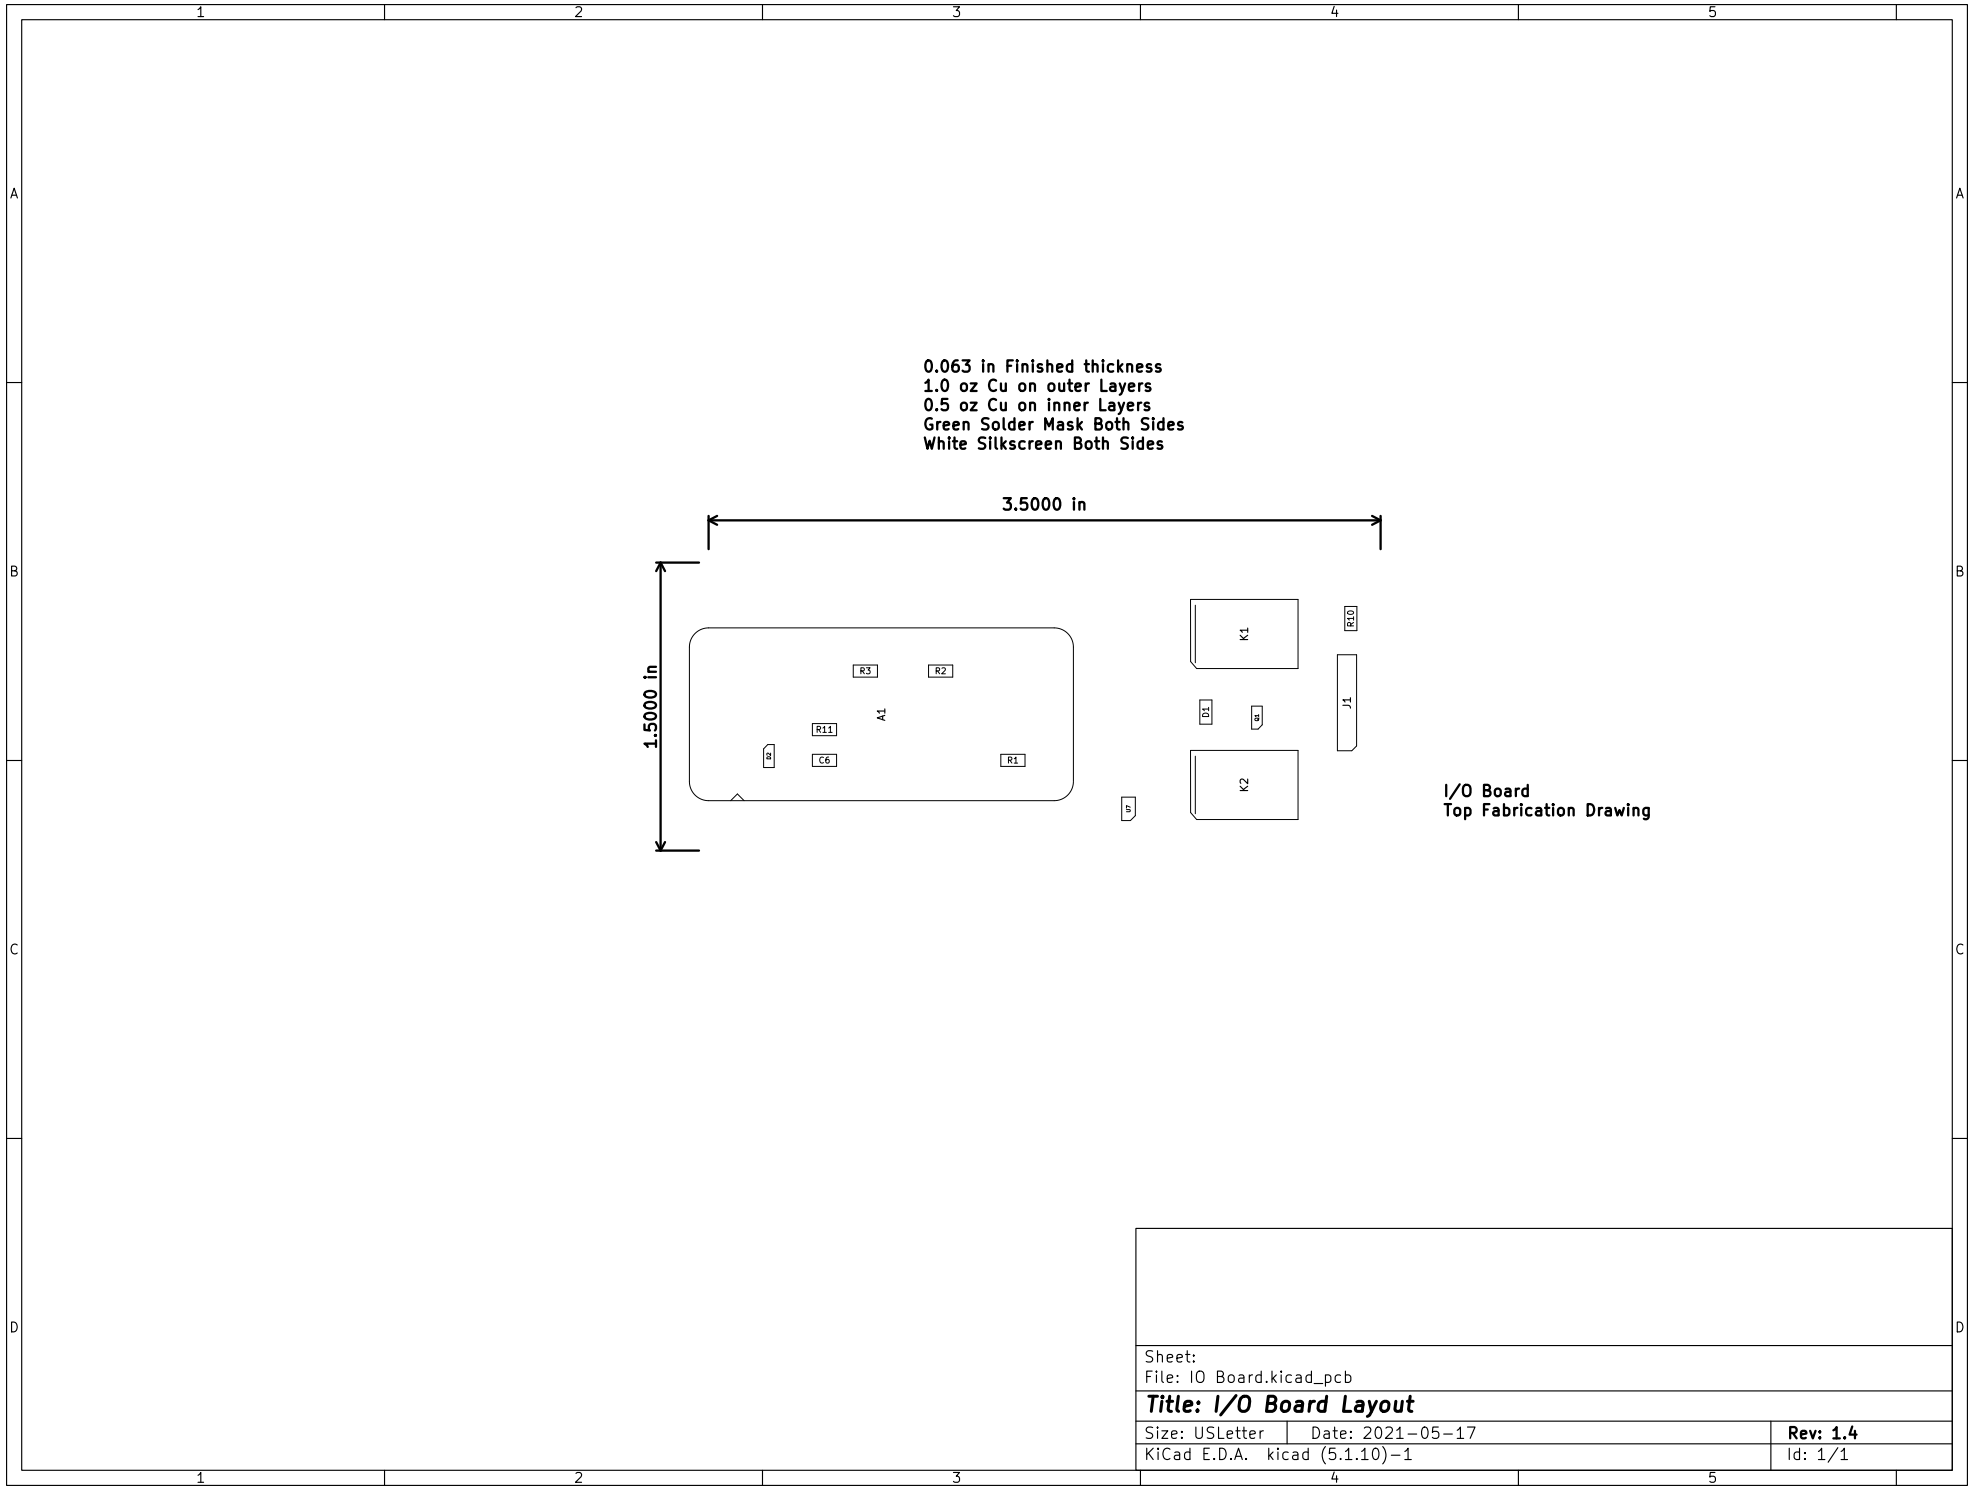 1 2 3 4 5
A A
0.063 in Finished thickness
1.0 oz Cu on outer Layers
0.5 oz Cu on inner Layers
Green Solder Mask Both Sides
White Silkscreen Both Sides
3.5000 in
B B
1.5000 in
K1
R10
R3
R2
A1
D1
Q1
J1
R11
D2
C6
R1
K2
U7
I/O Board
Top Fabrication Drawing
C C
D D
Sheet:
File: IO Board.kicad_pcb
Title: I/O Board Layout
Size: USLetter Date: 2021-05-17 Rev: 1.4
KiCad E.D.A. kicad (5.1.10)-1 Id: 1/1
1 2 3 4 5